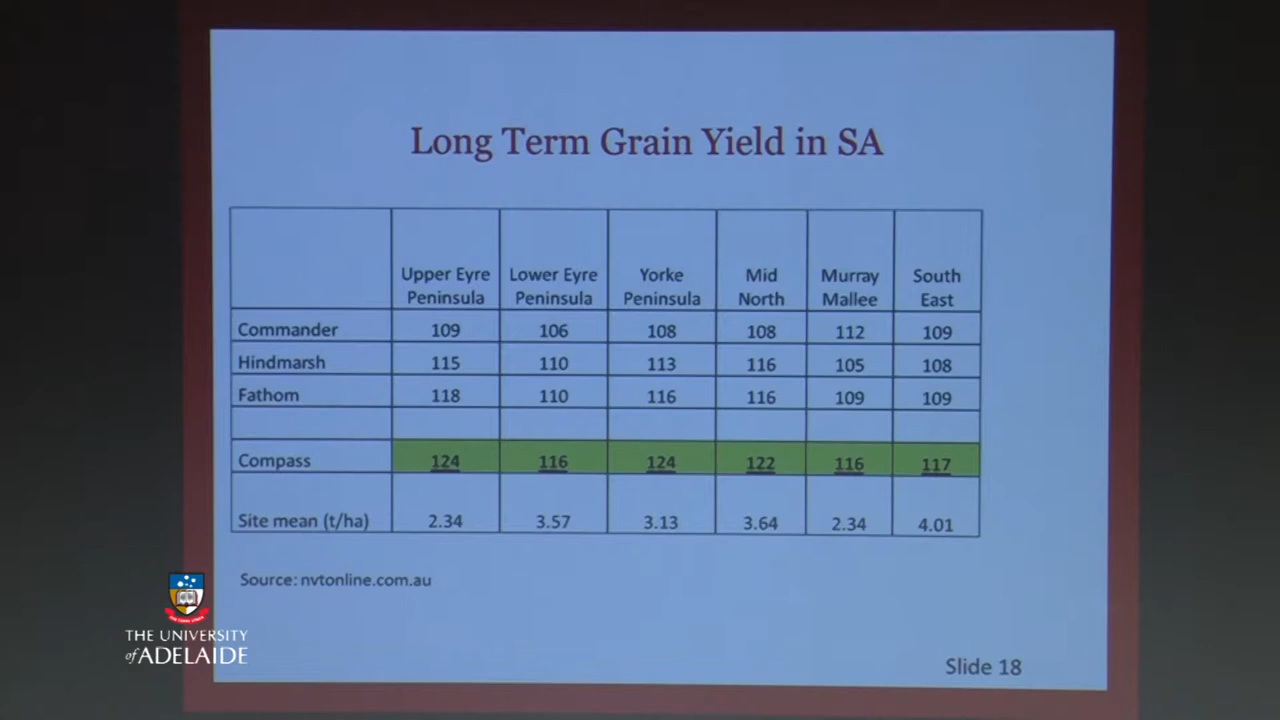 Long Term Grain Yield in SA
Upper Eyre Peninsula Lower Eyre Peninsula Yorke Peninsula Mid North Murray Mallee South East
Commander 109 106 108 108 112 109
Hindmarsh 115 110 113 116 105 108
Fathom 118 110 116 116 109 109
Compass 124 116 124 122 116 117
Site mean (t/ha) 2.34 3.57 3.13 3.64 2.34 4.01
Source: nvtonline.com.au
THE UNIVERSITY
of ADELAIDE
Slide 18